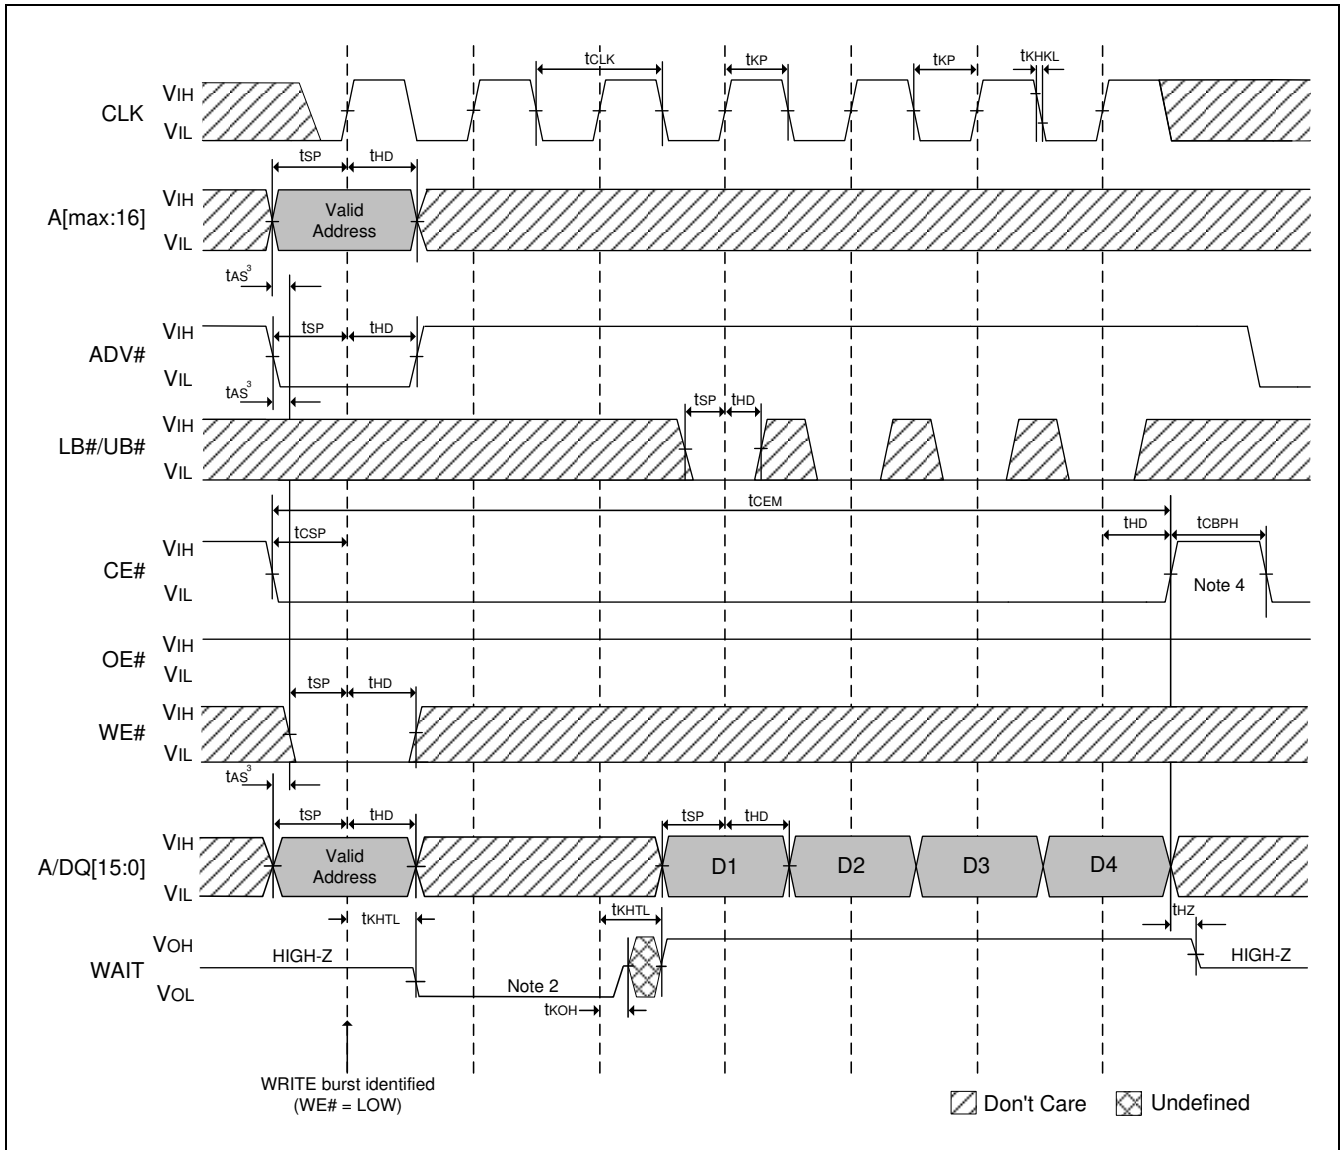 tCLK
tKP
tKP
tKHKL
CLK
VIH
VIL
tSP
tHD
A[max:16]
VIH
VIL
Valid
Address
tAS3
ADV#
VIH
VIL
tSP
tHD
tAS3
LB#/UB#
VIH
VIL
tSP
tHD
tCEM
CE#
VIH
VIL
tCSP
tHD
tCBPH
Note 4
OE#
VIH
VIL
tSP
tHD
WE#
VIH
VIL
tAS3
tSP
tHD
tSP
tHD
A/DQ[15:0]
VIH
VIL
Valid
Address
D1
D2
D3
D4
tKHTL
tKHTL
tHZ
WAIT
VOH
VOL
HIGH-Z
Note 2
HIGH-Z
tKOH
WRITE burst identified
(WE# = LOW)
Don't Care
Undefined